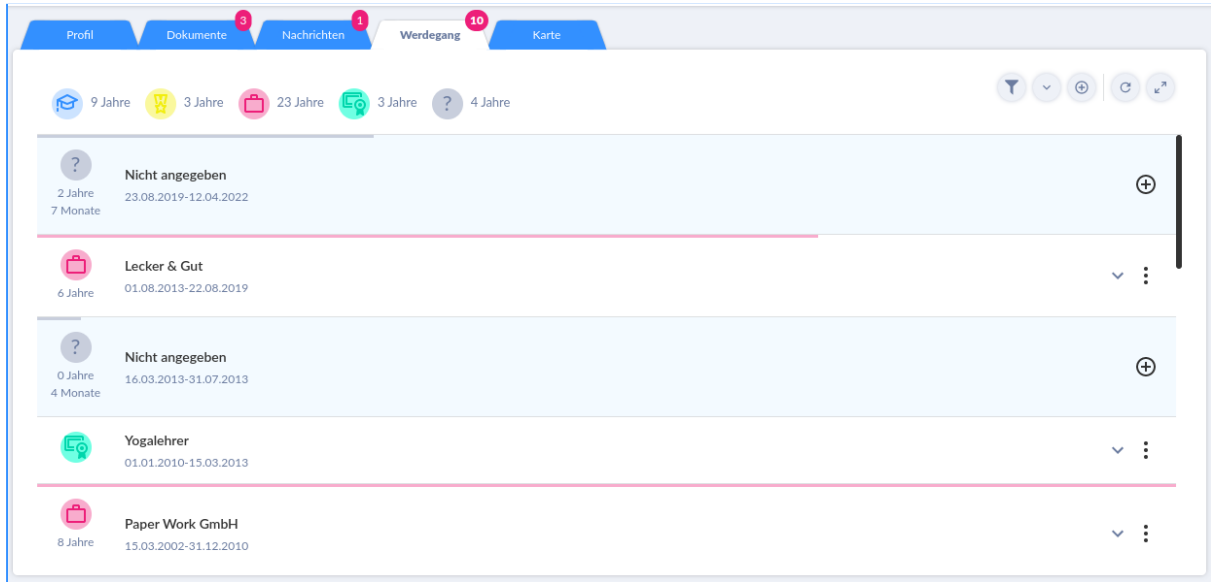 Profil
Dokumente
3
Nachrichten
1
Werdegang
10
Karte
9 Jahre
3 Jahre
23 Jahre
3 Jahre
? 4 Jahre
?
2 Jahre
7 Monate
Nicht angegeben
23.08.2019-12.04.2022
6 Jahre
Lecker & Gut
01.08.2013-22.08.2019
?
0 Jahre
4 Monate
Nicht angegeben
16.03.2013-31.07.2013
Yogalehrer
01.01.2010-15.03.2013
8 Jahre
Paper Work GmbH
15.03.2002-31.12.2010